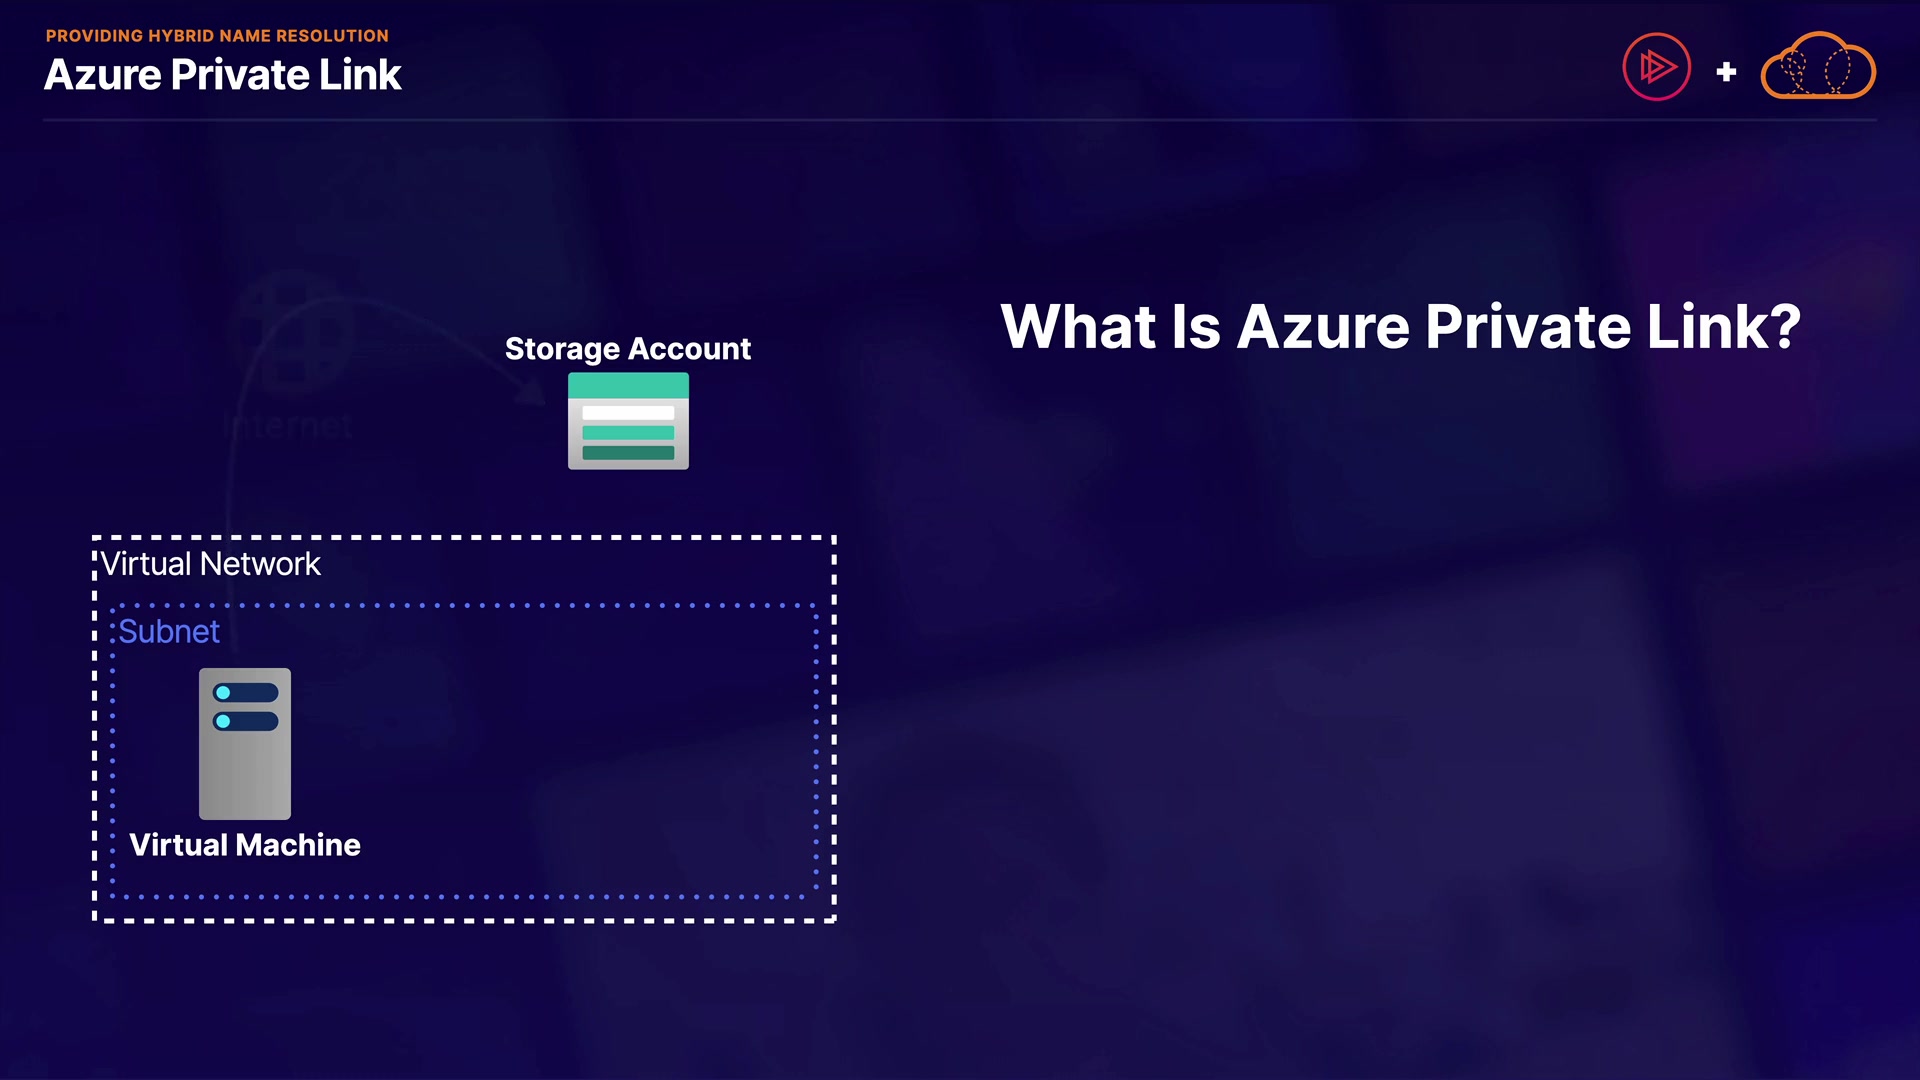 PROVIDING HYBRID NAME RESOLUTION
Azure Private Link
What Is Azure Private Link?
Storage Account
Internet
Virtual Network
Subnet
Virtual Machine